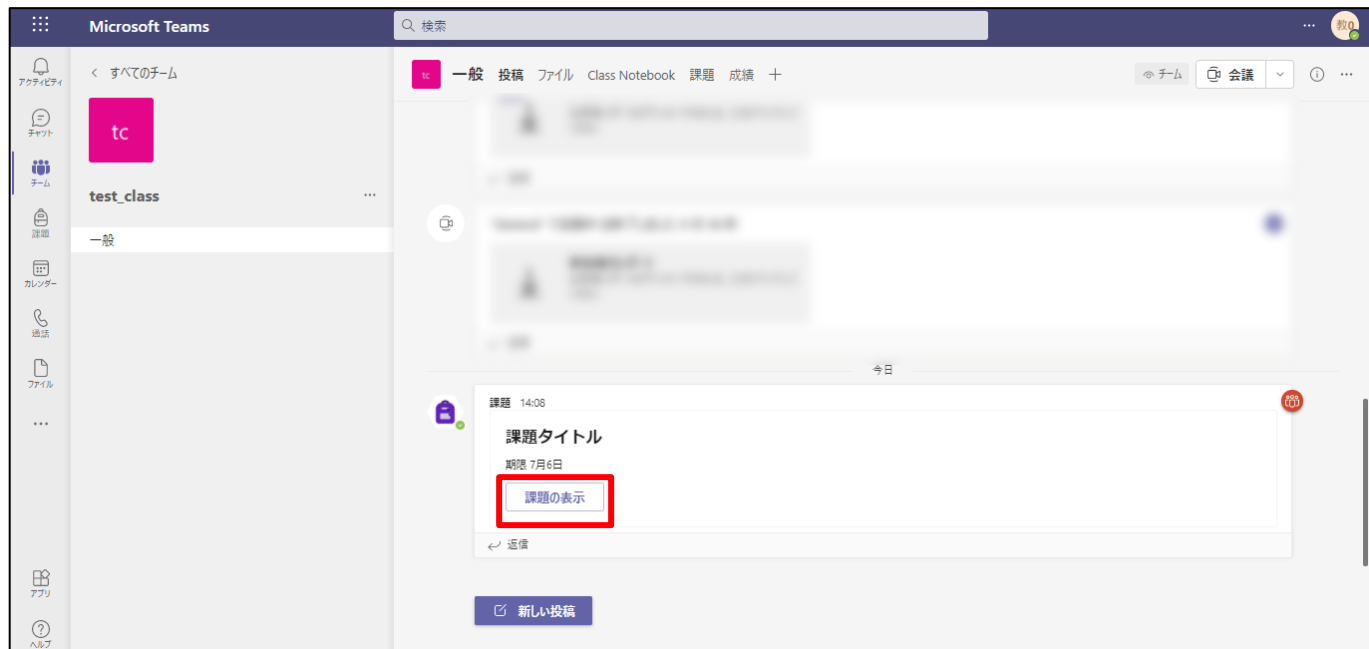 Microsoft Teams
検索
教0
アクティビティ
チャット
チーム
課題
カレンダー
通話
ファイル
アプリ
ヘルプ
すべてのチーム
tc
test_class
一般
tc 一般 投稿 ファイル Class Notebook 課題 成績
チーム 会議
今日
課題 14:08
課題タイトル
期限 7月6日
課題の表示
返信
新しい投稿